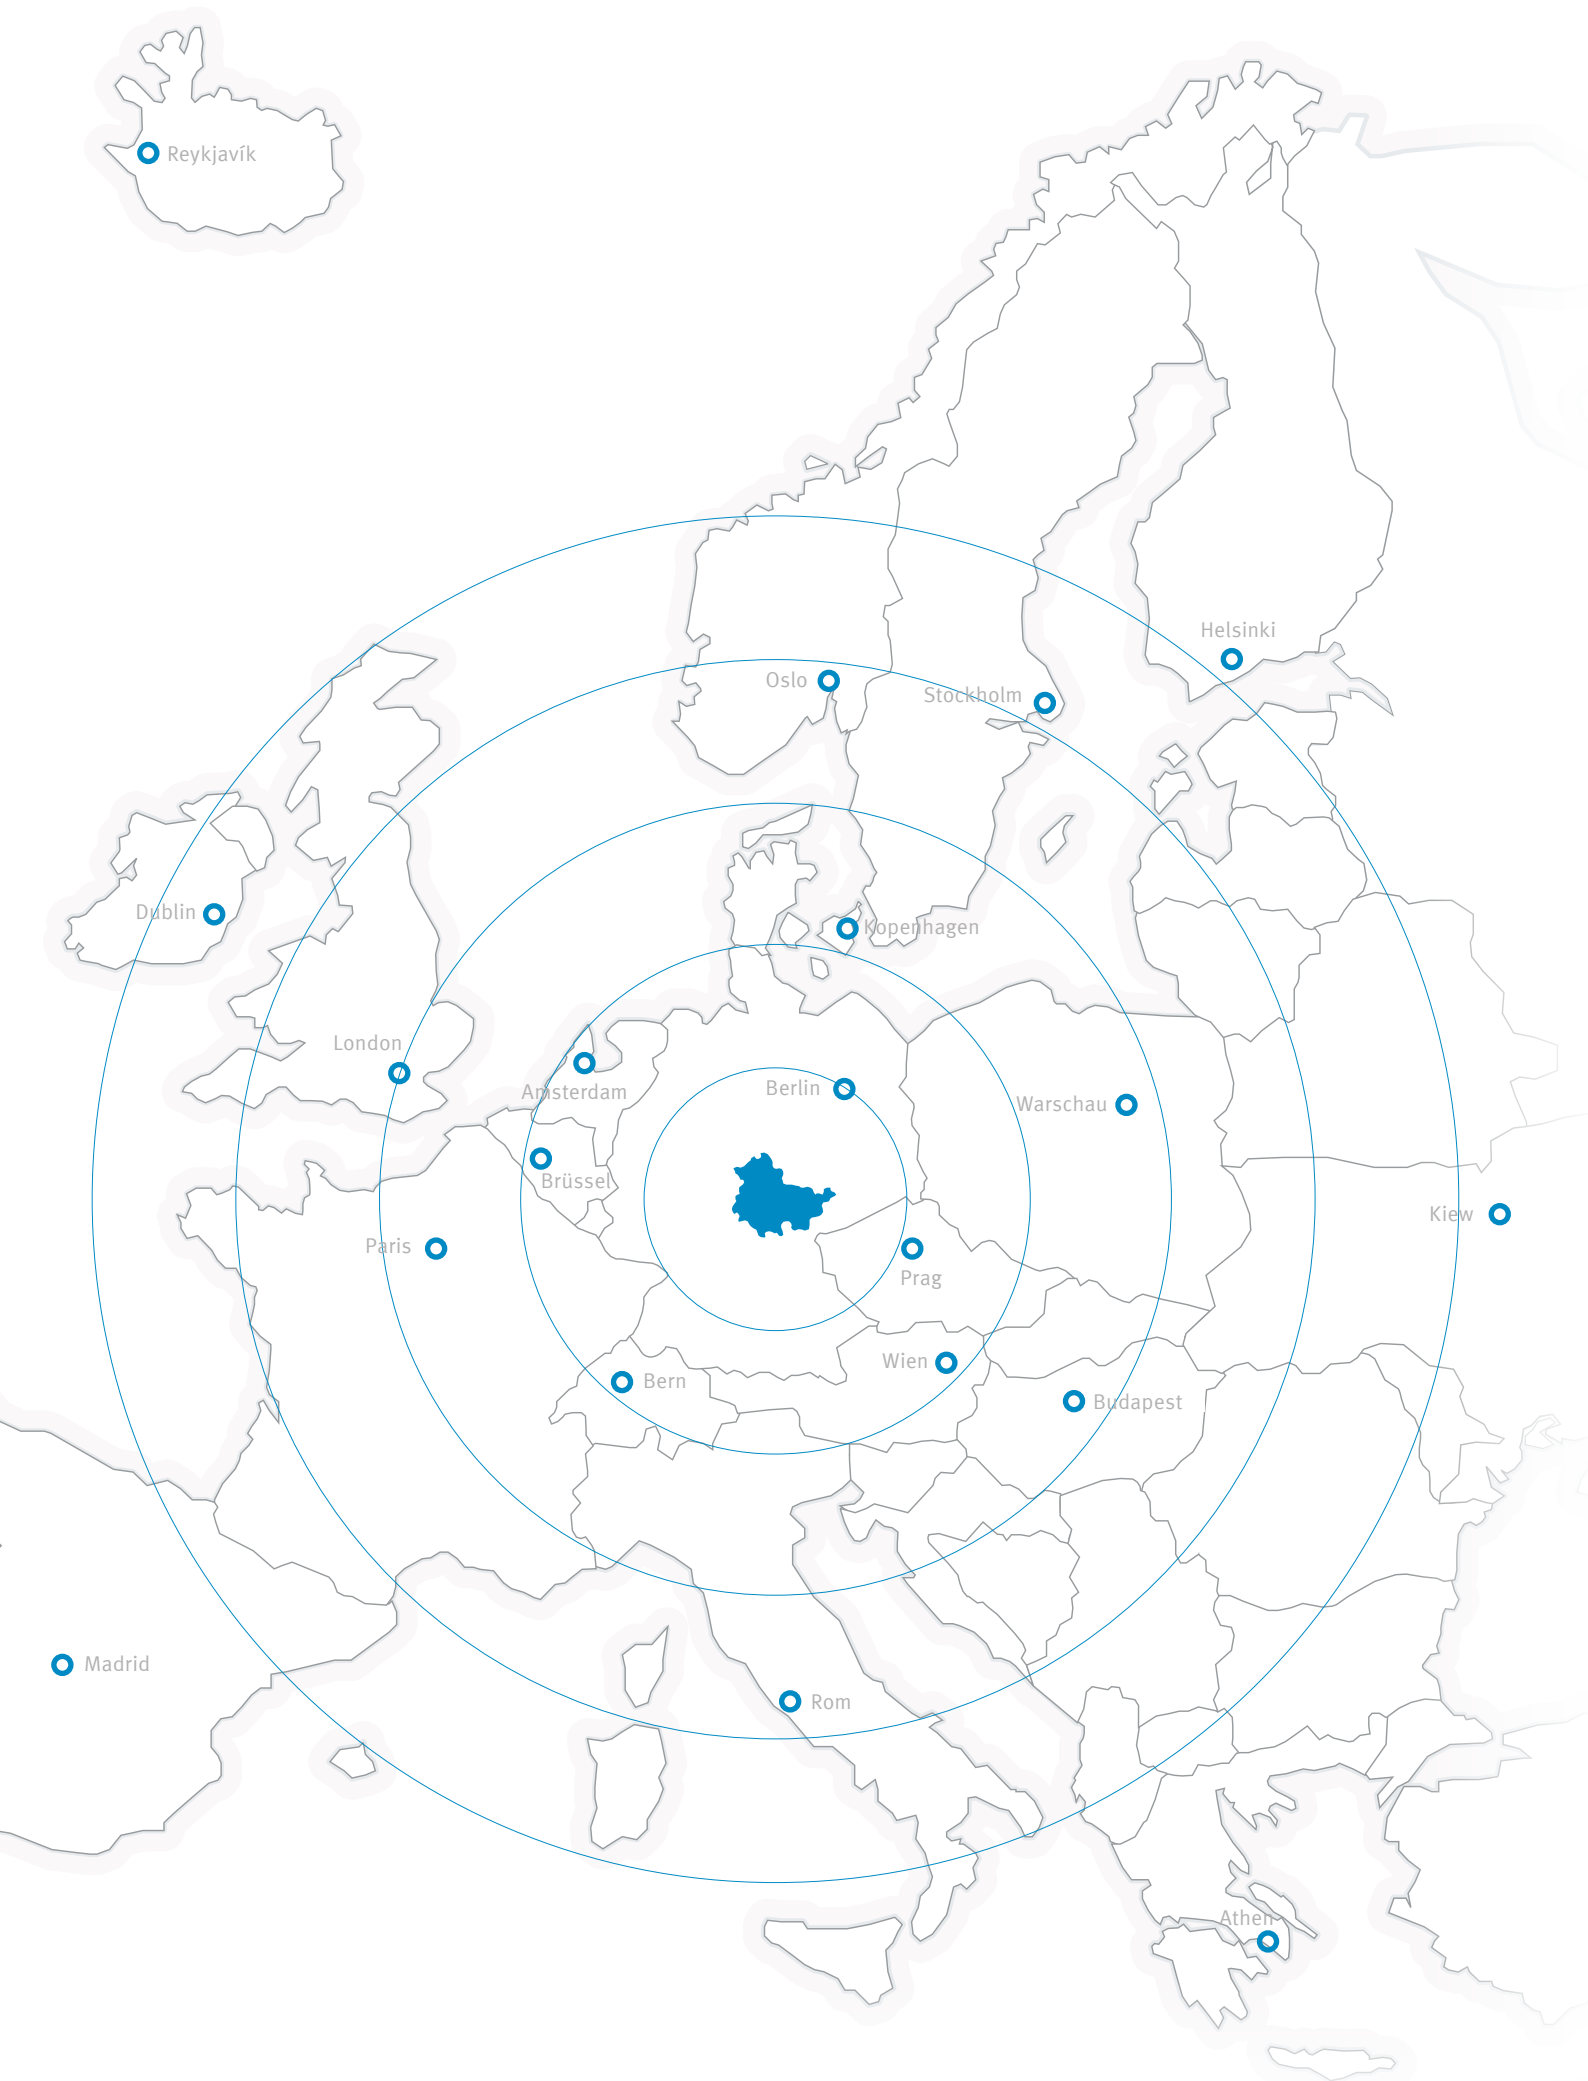 Reykjavík
Helsinki
Oslo
Stockholm
Dublin
Kopenhagen
London
Amsterdam
Berlin
Warschau
Brüssel
Kiew
Paris
Prag
Wien
Bern
Budapest
Madrid
Rom
Athen